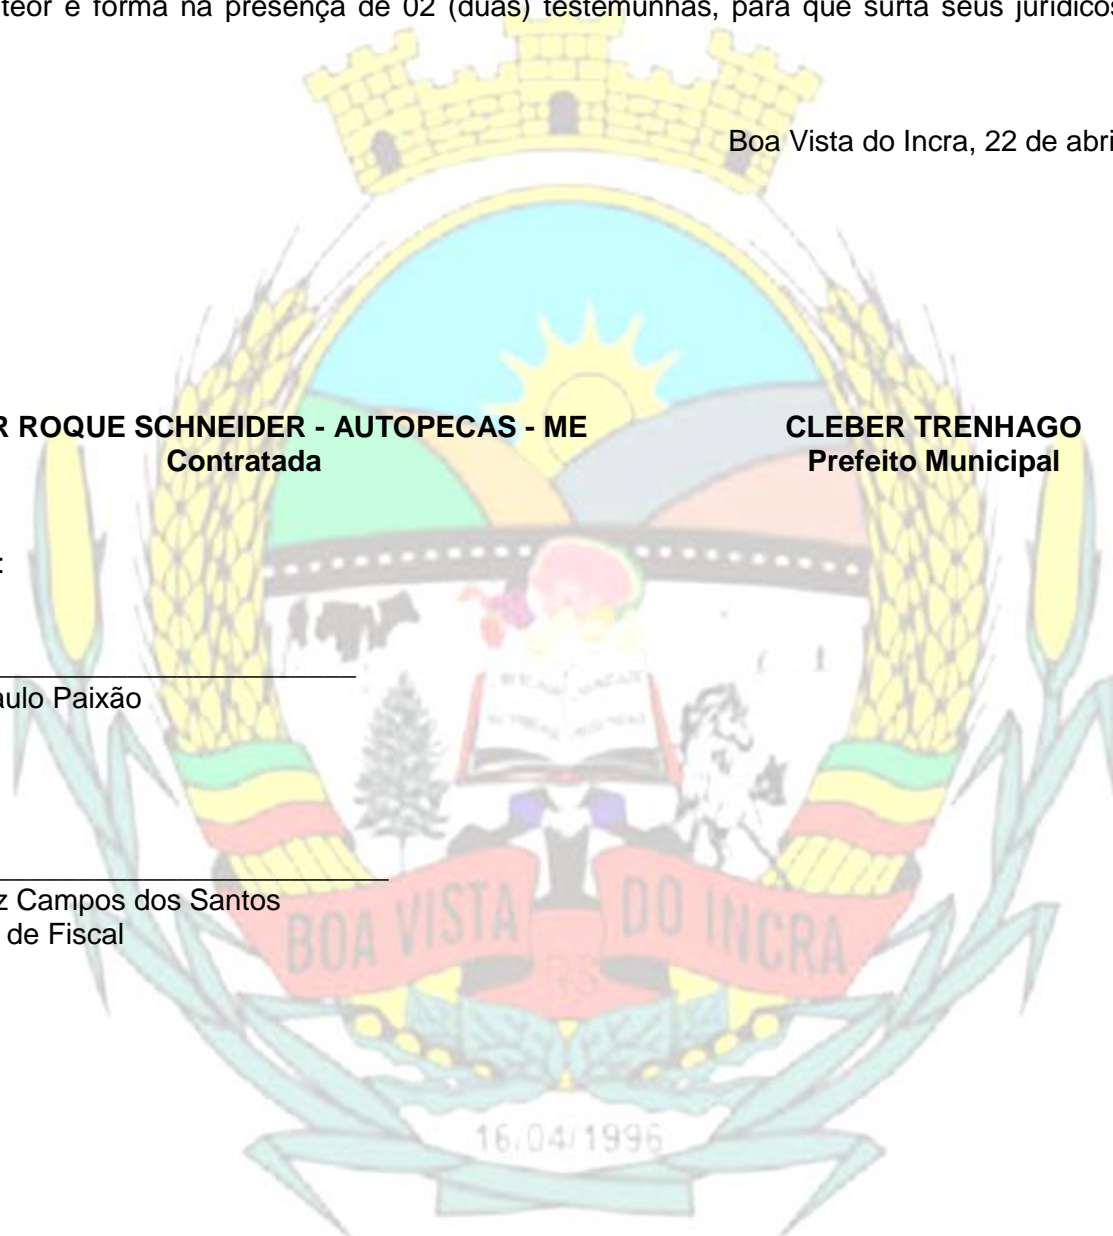 teor e forma na presença de 02 (duas) testemunhas, para que surta seus jurídicos
Boa Vista do Incra, 22 de abri
R ROQUE SCHNEIDER - AUTOPECAS - ME
Contratada
CLEBER TRENHAGO
Prefeito Municipal
:
aulo Paixão
z Campos dos Santos
de Fiscal
BOA VISTA DO INCRA
RS
16/04/1996